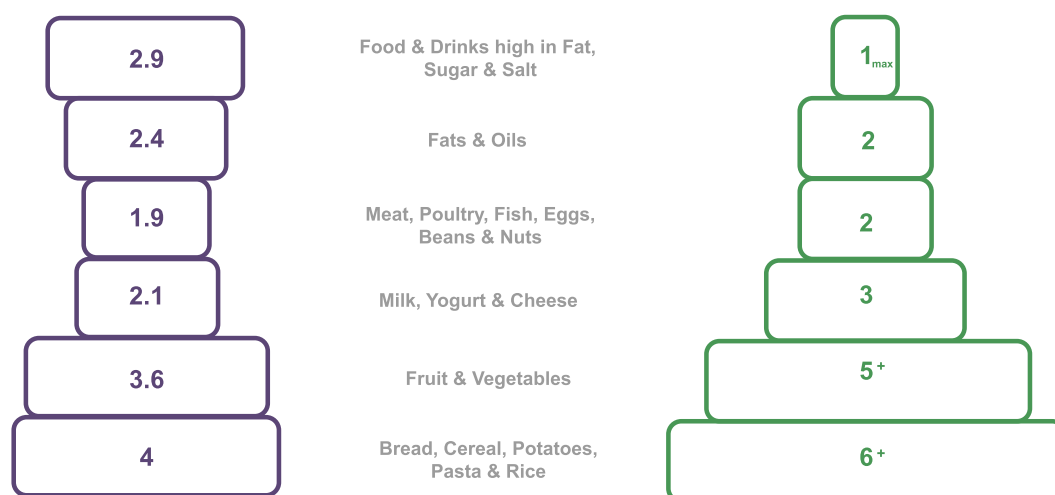 2.9
Food & Drinks high in Fat,
Sugar & Salt
1max
2.4
Fats & Oils
2
1.9
Meat, Poultry, Fish, Eggs,
Beans & Nuts
2
2.1
Milk, Yogurt & Cheese
3
3.6
Fruit & Vegetables
5+
4
Bread, Cereal, Potatoes,
Pasta & Rice
6+